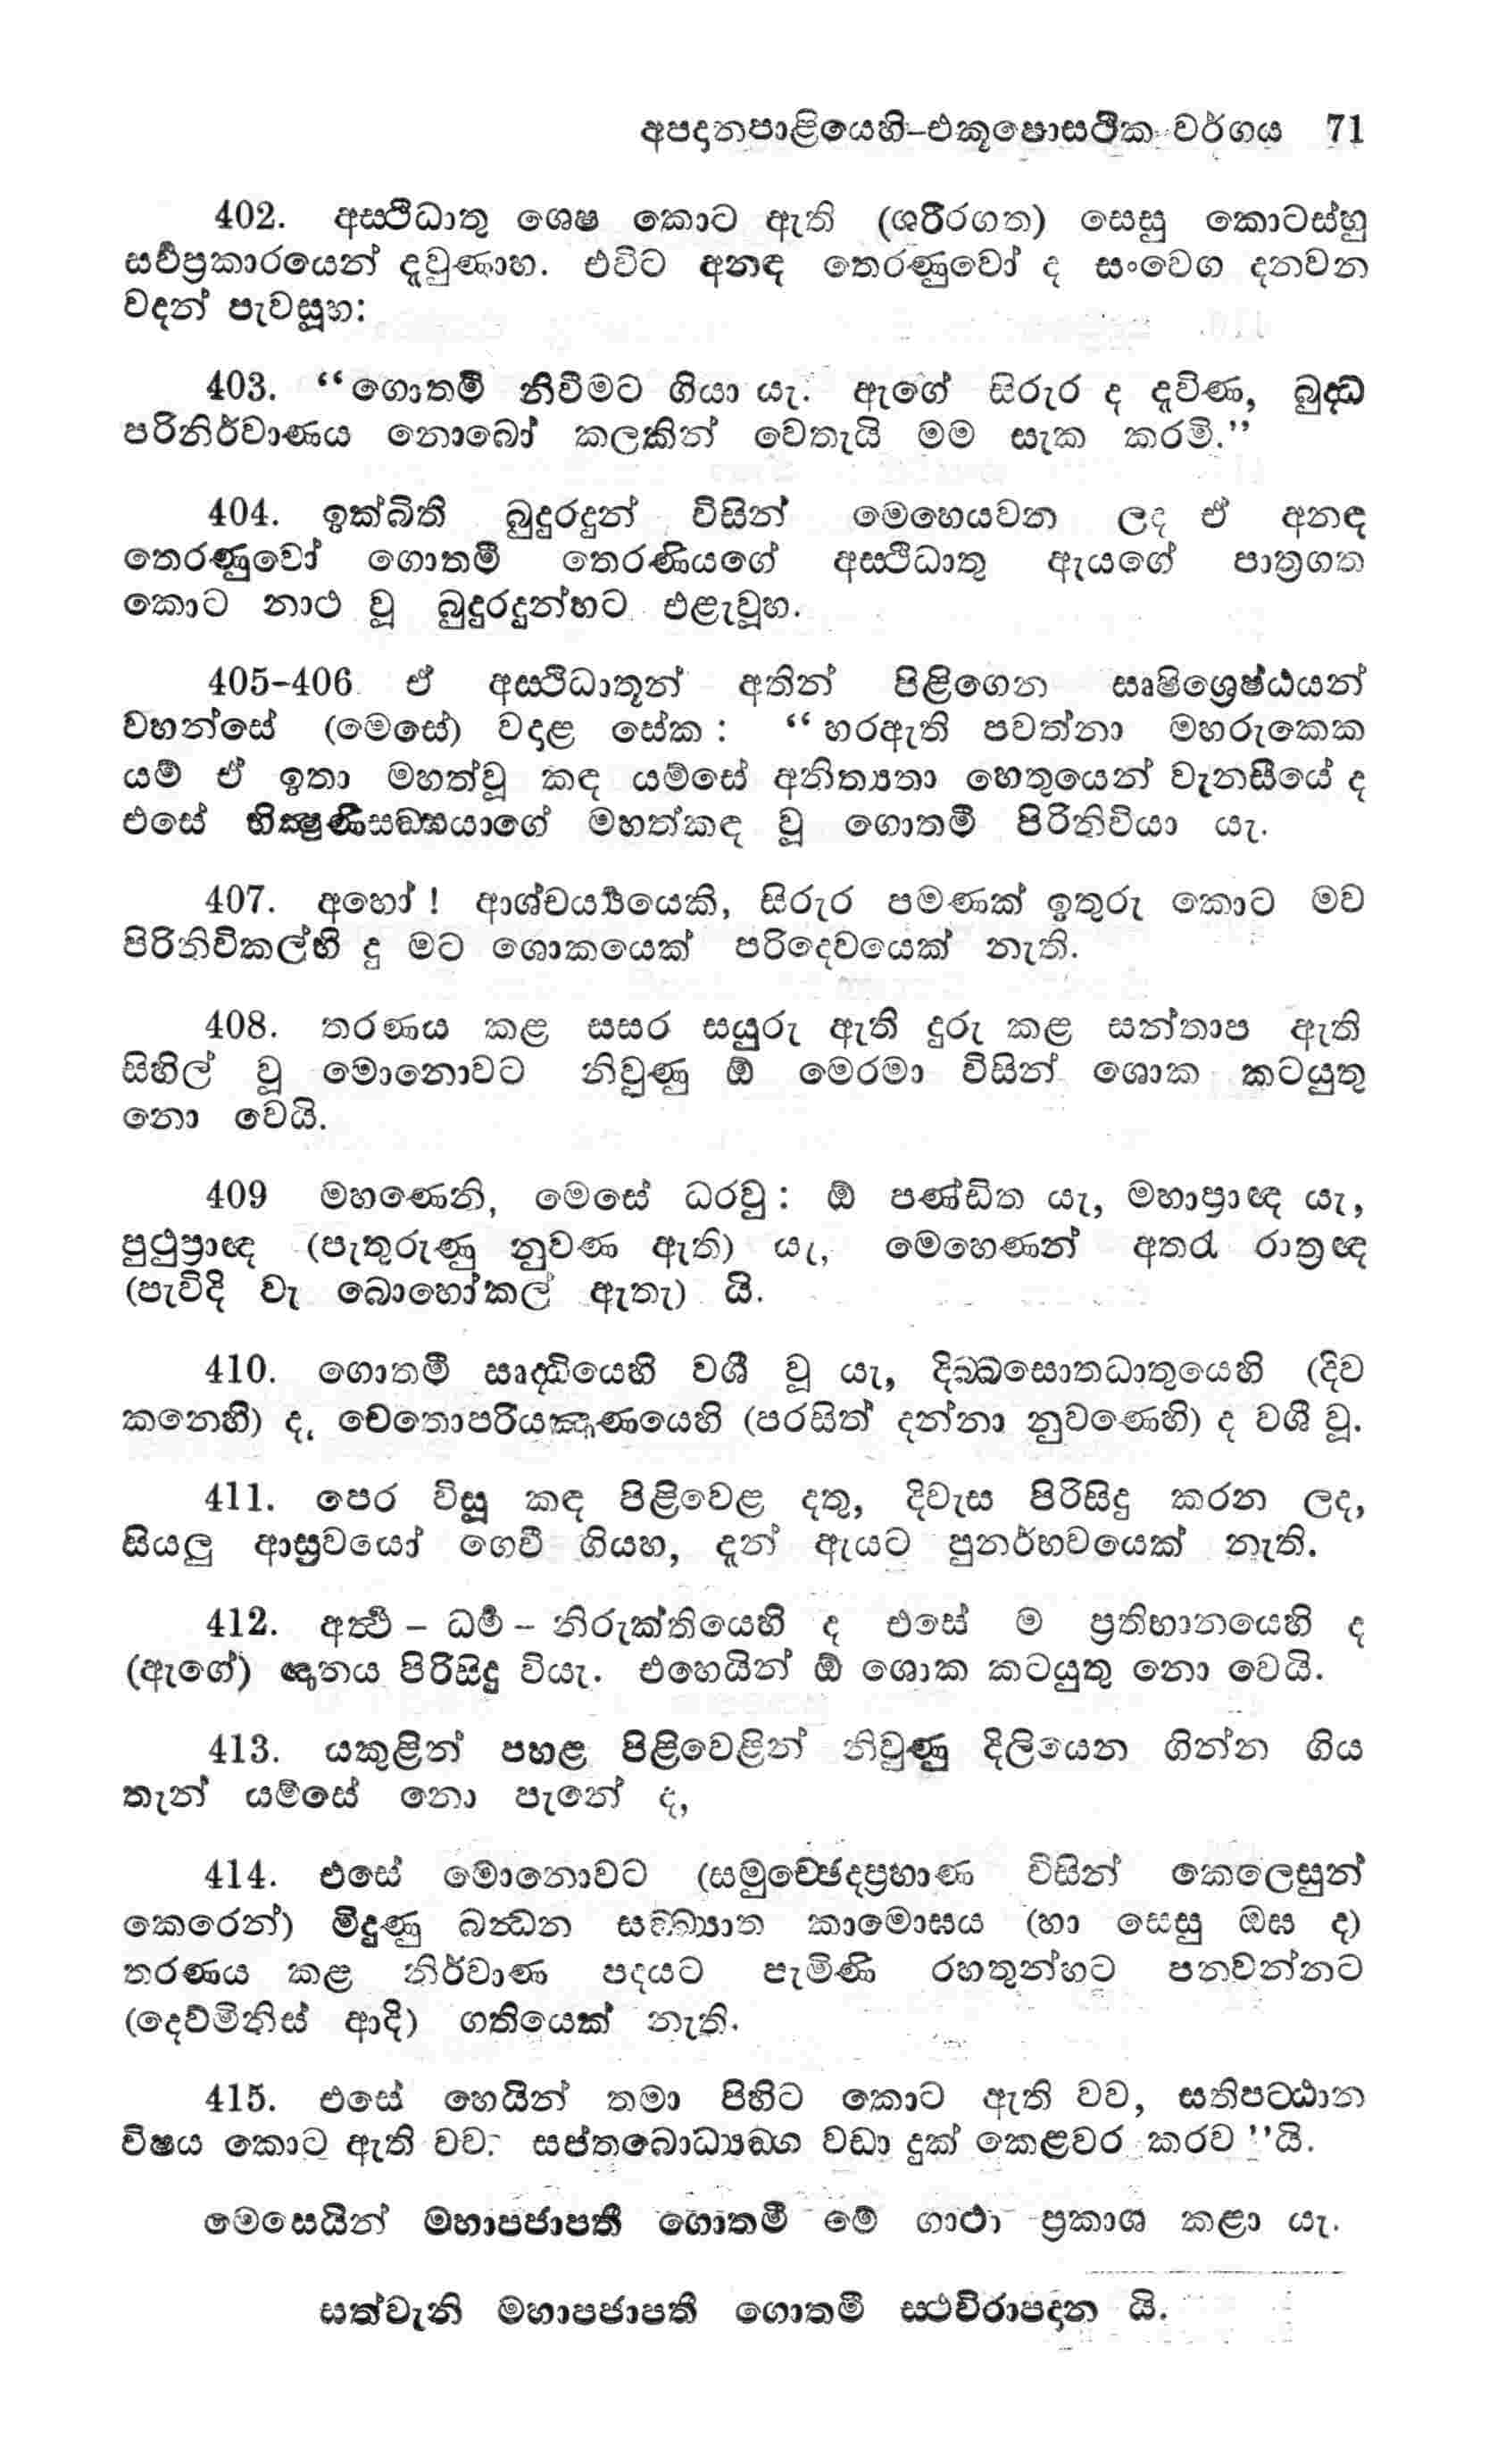 අපදානපාළියෙහි-එකූපොසථික වර්ගය 71
402. අස්ථිධාතු ශෙෂ කොට ඇති (ශරීරගත) සෙසු කොටස්හු
සර්‍වප්‍රකාරයෙන් දැවුණාහ. එවිට අනඳ තෙරණුවෝ ද සංවෙග දනවන
වදන් පැවසූහ:
403. “ගොතමී නිවීමට ගියා යැ. ඇගේ සිරුර ද දැවිණ, බුද්ධ
පරිනිර්වාණය නොබෝ කලකින් වෙතැයි මම සැක කරමි.”
404. ඉක්බිති බුදුරදුන් විසින් මෙහෙයවන ලද ඒ අනඳ
තෙරණුවෝ ගොතමී තෙරණියගේ අස්ථිධාතු ඇයගේ පාත්‍රගත
කොට නාථ වූ බුදුරදුන්හට එළැවූහ.
405-406 ඒ අස්ථිධාතූන් අතින් පිළිගෙන ඍෂිශ්‍රෙෂ්ඨයන්
වහන්සේ (මෙසේ) වදාළ සේක : “හරඇති පවත්නා මහරුකෙක
යම් ඒ ඉතා මහත්වූ කඳ යම්සේ අනිත්‍යතා හෙතුයෙන් වැනසීයේ ද
එසේ භික්‍ෂුණීසඞ්ඝයාගේ මහත්කඳ වූ ගොතමී පිරිනිවියා යැ.
407. අහෝ ! ආශ්චර්‍ය්‍යයෙකි, සිරුර පමණක් ඉතුරු කොට මව
පිරිනිවිකල්හි දු මට ශොකයෙක් පරිදෙවයෙක් නැති.
408. තරණය කළ සසර සයුරු ඇති දුරු කළ සන්තාප ඇති
සිහිල් වූ මොනොවට නිවුණු ඕ මෙරමා විසින් ශොක කටයුතු
නො වෙයි.
409 මහණෙනි, මෙසේ ධරවු : ඕ පණ්ඩිත යැ, මහාප්‍රාඥ යැ,
පුථුප්‍රාඥ (පැතුරුණු නුවණ ඇති) යැ, මෙහෙණන් අතරැ රාත්‍රඥ
(පැවිදි වැ බොහෝකල් ඇතැ) යි.
410. ගොතමී ඍද්ධියෙහි වශී වූ යැ, දිබ්බසොතධාතුයෙහි (දිව
කනෙහි) ද, චෙතොපරියඤාණයෙහි (පරසිත් දන්නා නුවණෙහි) ද වශී වූ.
411. පෙර විසූ කඳ පිළිවෙළ දතු, දිවැස පිරිසිදු කරන ලද,
සියලු ආස්‍රවයෝ ගෙවී ගියහ, දැන් ඇයට පුනර්භවයෙක් නැති.
412. අර්‍ත්‍ථ - ධර්‍ම - නිරුක්තියෙහි ද එසේ ම ප්‍රතිභානයෙහි ද
(ඇගේ) ඥානය පිරිසිදු වියැ. එහෙයින් ඕ ශොක කටයුතු නො වෙයි.
413. යකුළින් පහළ පිළිවෙළින් නිවුණු දිලියෙන ගින්න ගිය
තැන් යම්සේ නො පැනේ ද,
414. එසේ මොනොවට (සමුච්ඡෙදප්‍රහාණ විසින් කෙලෙසුන්
කෙරෙන්) මිදුණු බන්‍ධන සඞ්ඛ්‍යාත කාමොඝය (හා සෙසු ඔඝ ද)
තරණය කළ නිර්වාණ පදයට පැමිණි රහතුන්හට පනවන්නට
(දෙව්මිනිස් ආදි) ගතියෙක් නැති.
415. එසේ හෙයින් තමා පිහිට කොට ඇති වව, සතිපට්ඨාන
විෂය කොට ඇති වව. සප්තබොධ්‍යඞ්ග වඩා දුක් කෙළවර කරව ”යි.
මෙසෙයින් මහාපජාපතී ගොතමී මේ ගාථා ප්‍රකාශ කළා යැ.
සත්වැනි මහාපජාපතී ගොතමී ස්ථවිරාපදාන යි.